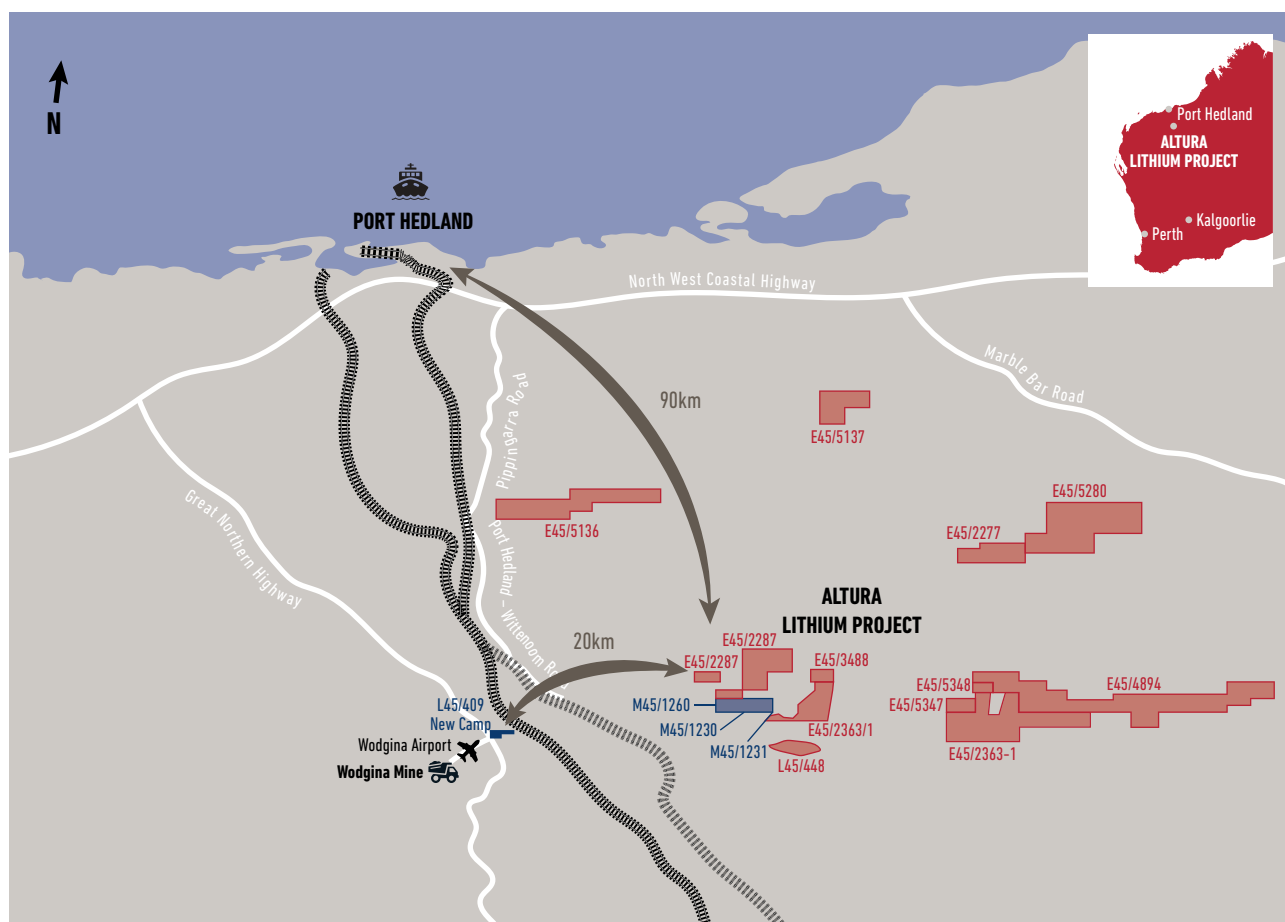 N
Port Hedland
ALTURA
LITHIUM PROJECT
Kalgoorlie
Perth
PORT HEDLAND
North West Coastal Highway
Marble Bar Road
Pippingarra Road
90km
E45/5137
Great Northern Highway
E45/5136
Port Hedland – Wittenoom Road
E45/5280
E45/2277
ALTURA
LITHIUM PROJECT
20km
E45/2287
E45/2287
E45/3488
E45/5348
E45/4894
E45/5347
L45/409
New Camp
M45/1260
M45/1230
M45/1231
E45/2363/1
L45/448
E45/2363-1
Wodgina Airport
Wodgina Mine